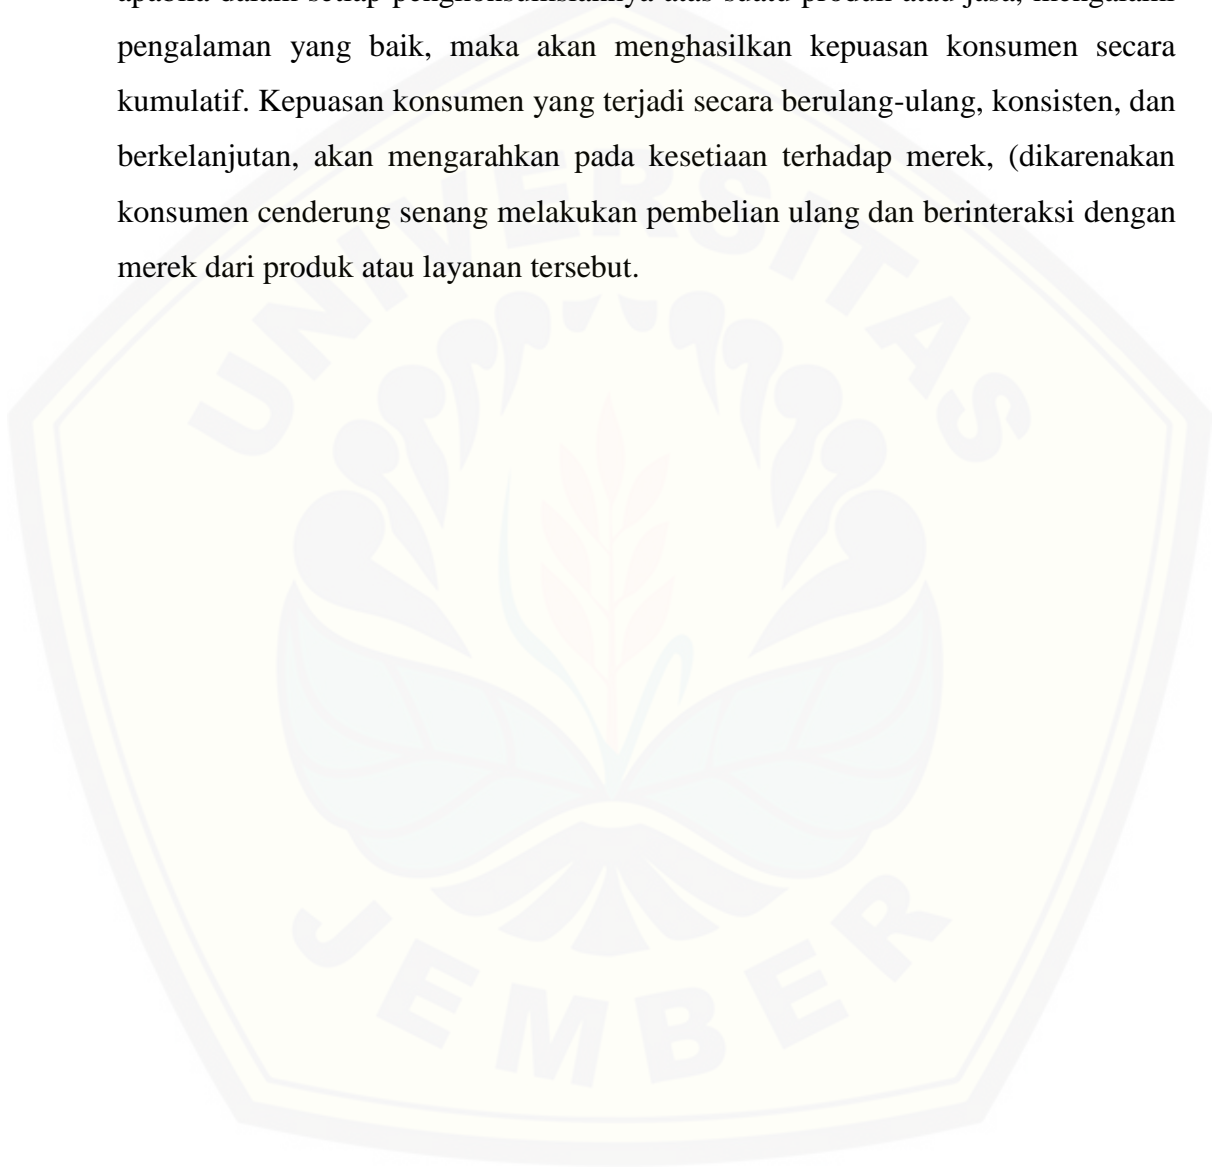 pengalaman yang baik, maka akan menghasilkan kepuasan konsumen secara
kumulatif. Kepuasan konsumen yang terjadi secara berulang-ulang, konsisten, dan
berkelanjutan, akan mengarahkan pada kesetiaan terhadap merek, (dikarenakan
konsumen cenderung senang melakukan pembelian ulang dan berinteraksi dengan
merek dari produk atau layanan tersebut.
UNIVERSITAS
JEMBER